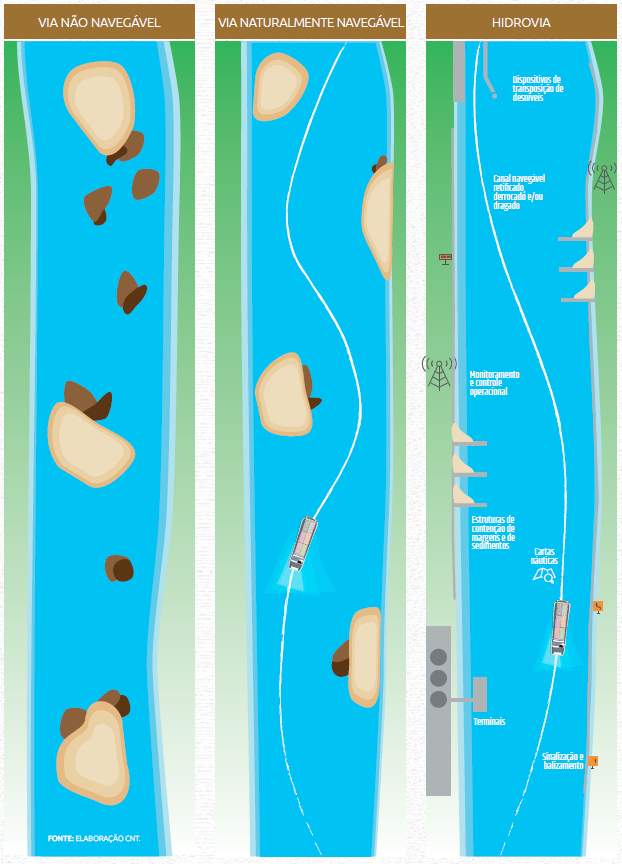 VIA NÃO NAVEGÁVEL
VIA NATURALMENTE NAVEGÁVEL
HIDROVIA
Dispositivos de
transposição de
desníveis
Canal navegável
retificado,
derrocado e/ou
dragado
Monitoramento
e controle
operacional
Estruturas de
contenção de
margens e de
sedimentos
Cartas
náuticas
Terminais
Sinalização e
balizamento
FONTE: ELABORAÇÃO CNT.